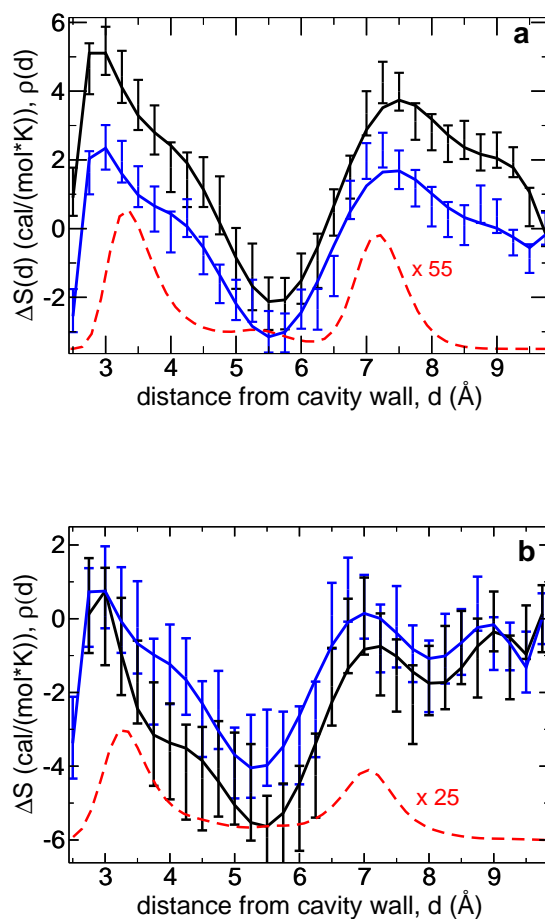 a
6
4
2
0
-2
ΔS(d) (cal/(mol*K)), ρ(d)
x 55
3 4 5 6 7 8 9
distance from cavity wall, d (Å)
b
2
0
-2
-4
-6
ΔS (cal/(mol*K)), ρ(d)
x 25
3 4 5 6 7 8 9
distance from cavity wall, d (Å)